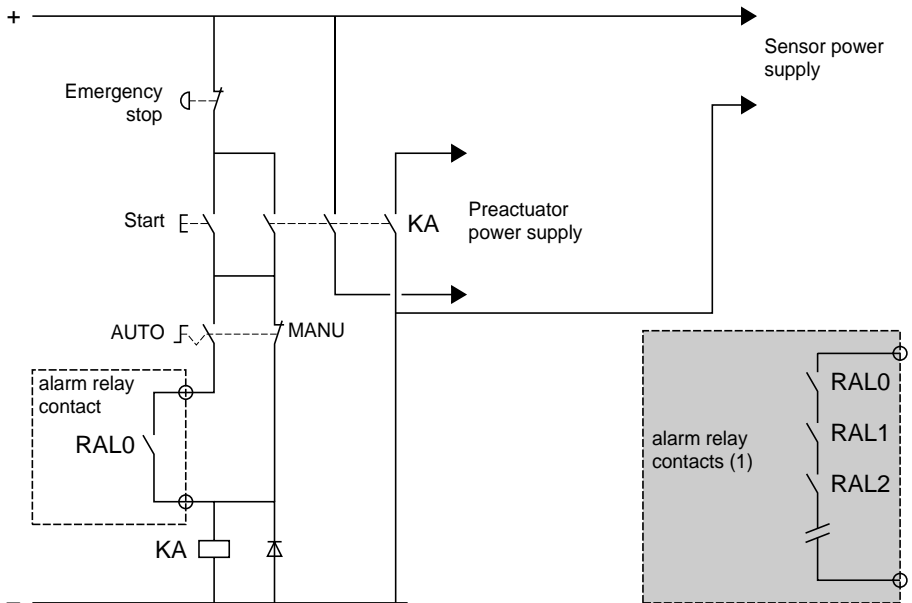 +
Sensor power
supply
Emergency
stop
Start
KA
Preactuator
power supply
AUTO
MANU
alarm relay
contact
RAL0
RAL0
RAL1
alarm relay
contacts (1)
RAL2
KA
–